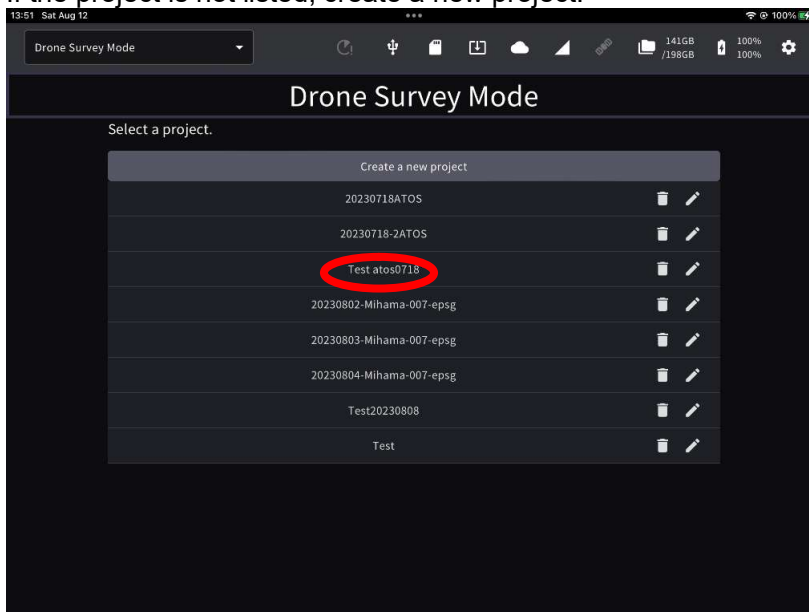 If the project is not listed, create a new project.
13:51 Sat Aug 12
100%
Drone Survey Mode
141GB
/198GB
100%
100%
Drone Survey Mode
Select a project.
Create a new project
20230718ATOS
20230718-2ATOS
Test atos0718
20230802-Mihama-007-epsg
20230803-Mihama-007-epsg
20230804-Mihama-007-epsg
Test20230808
Test